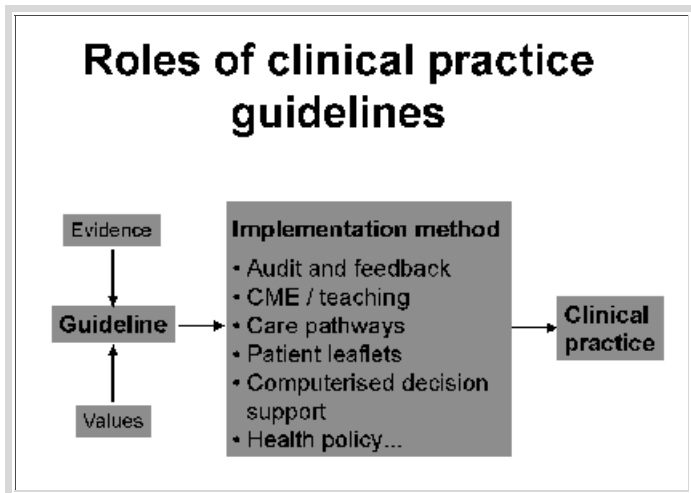 Roles of clinical practice
guidelines
Evidence
Guideline
Values
Implementation method
• Audit and feedback
• CME / teaching
• Care pathways
• Patient leaflets
• Computerised decision
support
• Health policy...
Clinical
practice